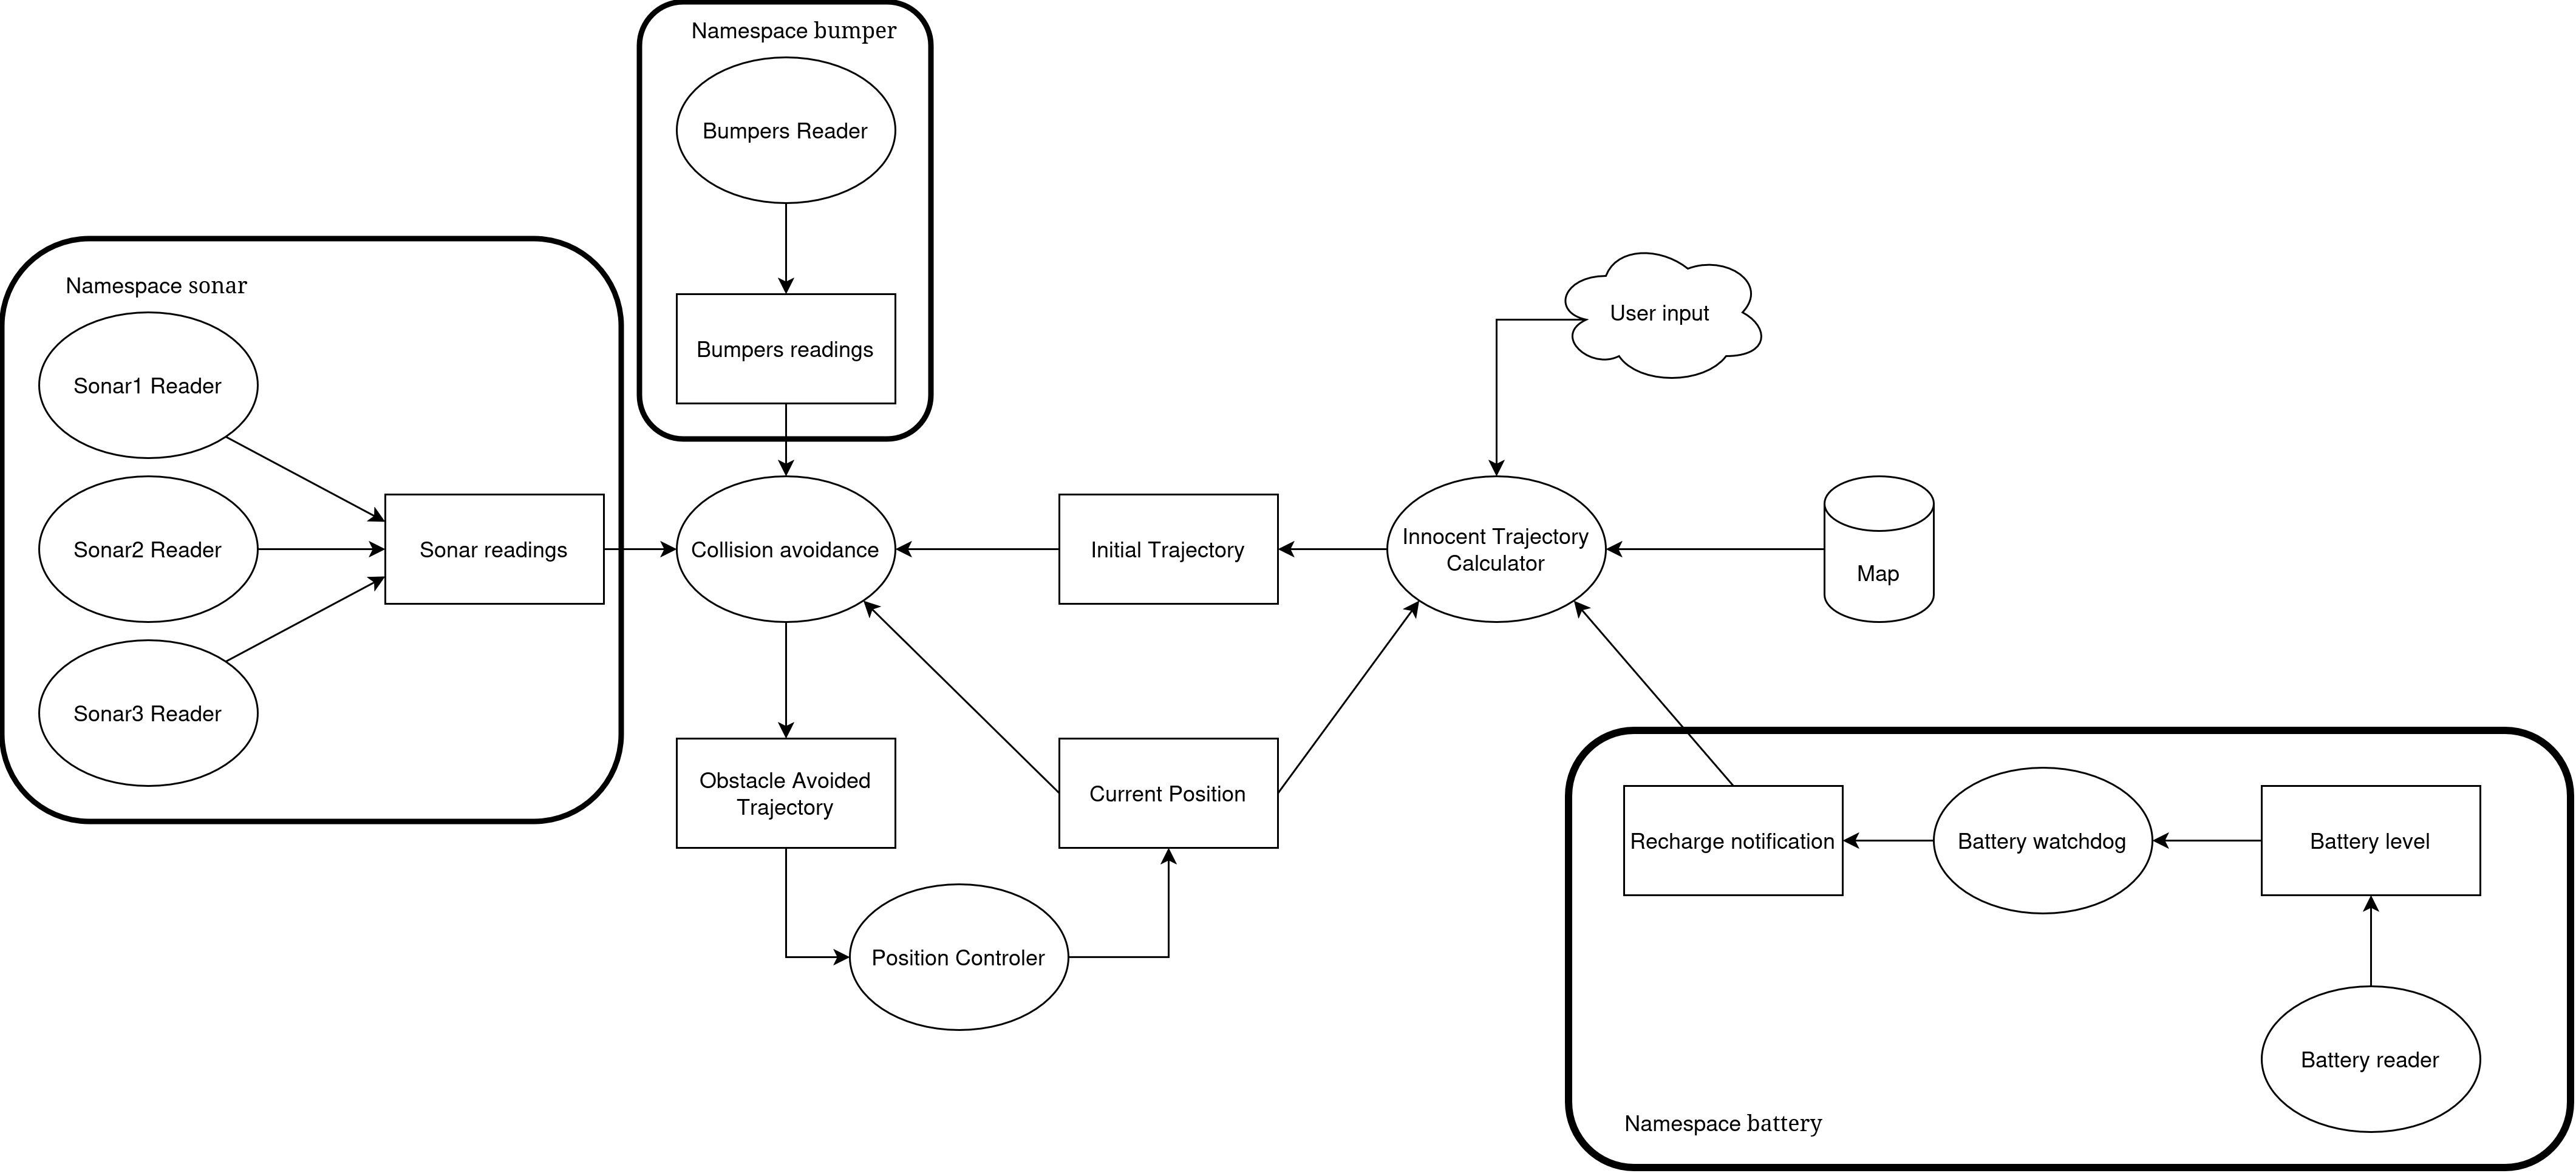 Namespace bumper
Bumpers Reader
Bumpers readings
Namespace sonar
Sonar1 Reader
Sonar2 Reader
Sonar3 Reader
Sonar readings
Collision avoidance
Initial Trajectory
Innocent Trajectory
Calculator
User input
Map
Obstacle Avoided
Trajectory
Current Position
Position Controler
Recharge notification
Battery watchdog
Battery level
Battery reader
Namespace battery